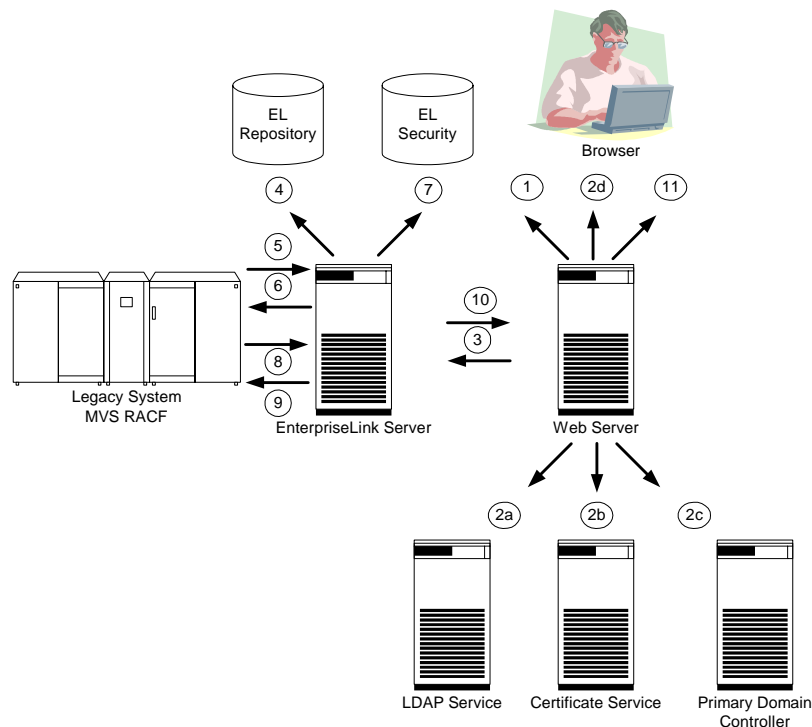 EL
Repository
EL
Security
Browser
4
7
1
2d
11
5
6
10
3
8
9
Legacy System
MVS RACF
EnterpriseLink Server
Web Server
2a
2b
2c
LDAP Service
Certificate Service
Primary Domain
Controller